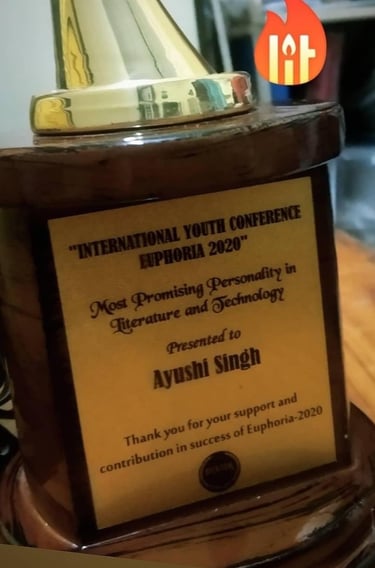 lit
"INTERNATIONAL YOUTH CONFERENCE
EUPHORIA 2020"
Most Promising Personality in
Literature and Technology
Presented to
Ayushi Singh
Thank you for your support and
contribution in success of Euphoria-2020